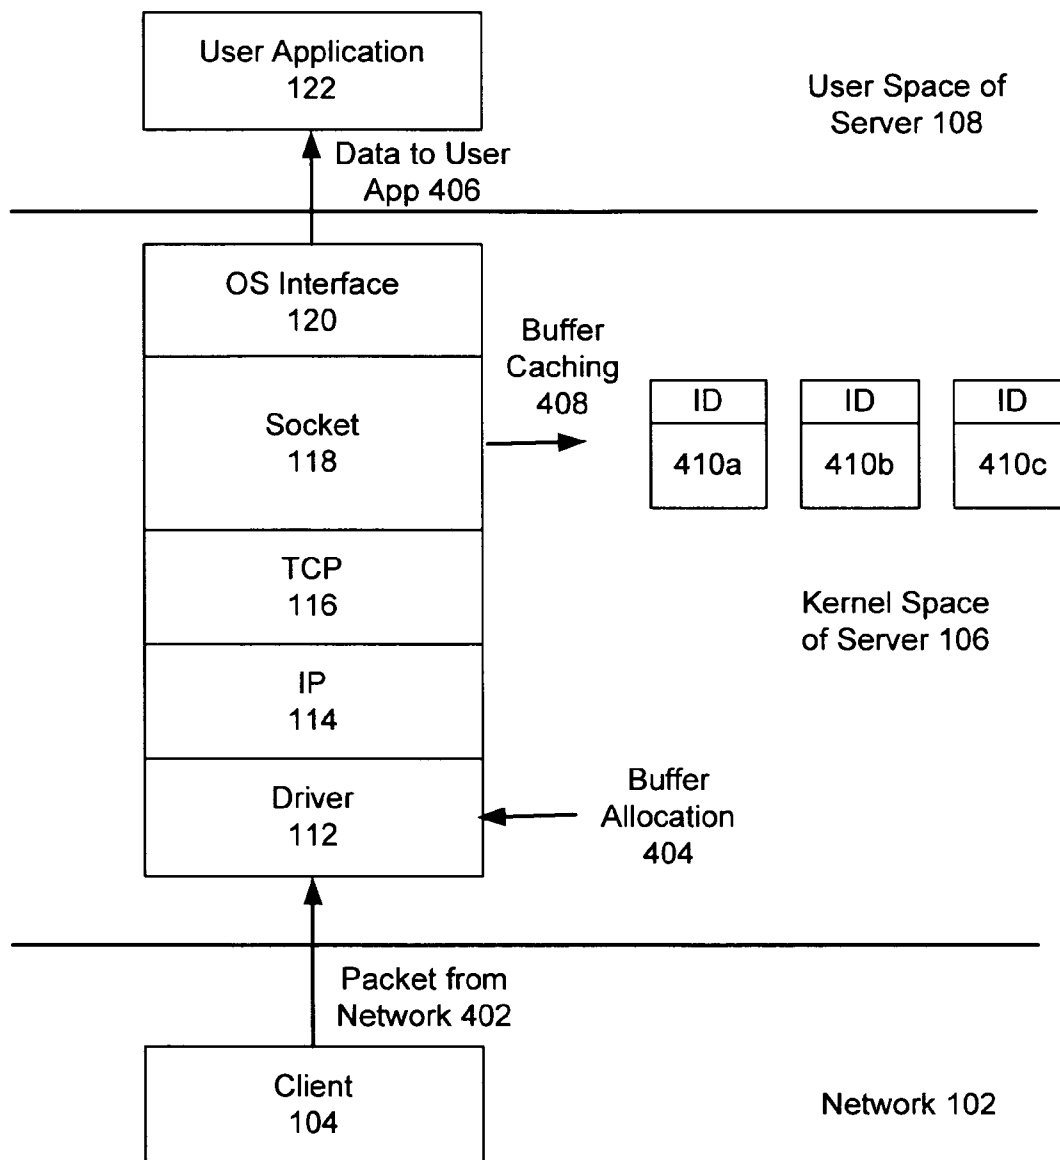 User Application
122
User Space of
Server 108
Data to User
App 406
OS Interface
120
Buffer
Caching
408
Socket
118
ID
410a
ID
410b
ID
410c
TCP
116
Kernel Space
of Server 106
IP
114
Driver
112
Buffer
Allocation
404
Packet from
Network 402
Client
104
Network 102